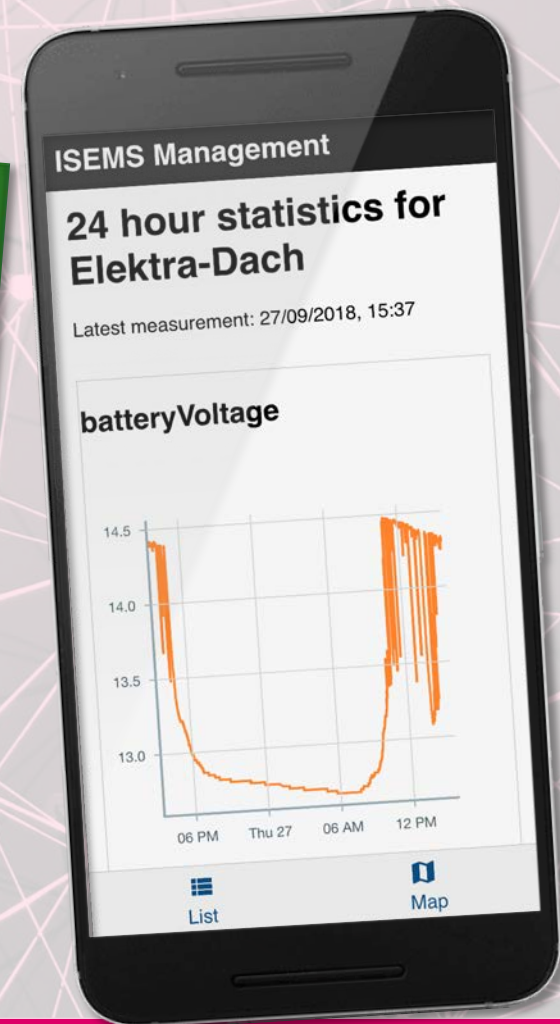 ISEMS Management
24 hour statistics for
Elektra-Dach
Latest measurement: 27/09/2018, 15:37
batteryVoltage
14.5
14.0
13.5
13.0
06 PM Thu 27 06 AM 12 PM
List Map